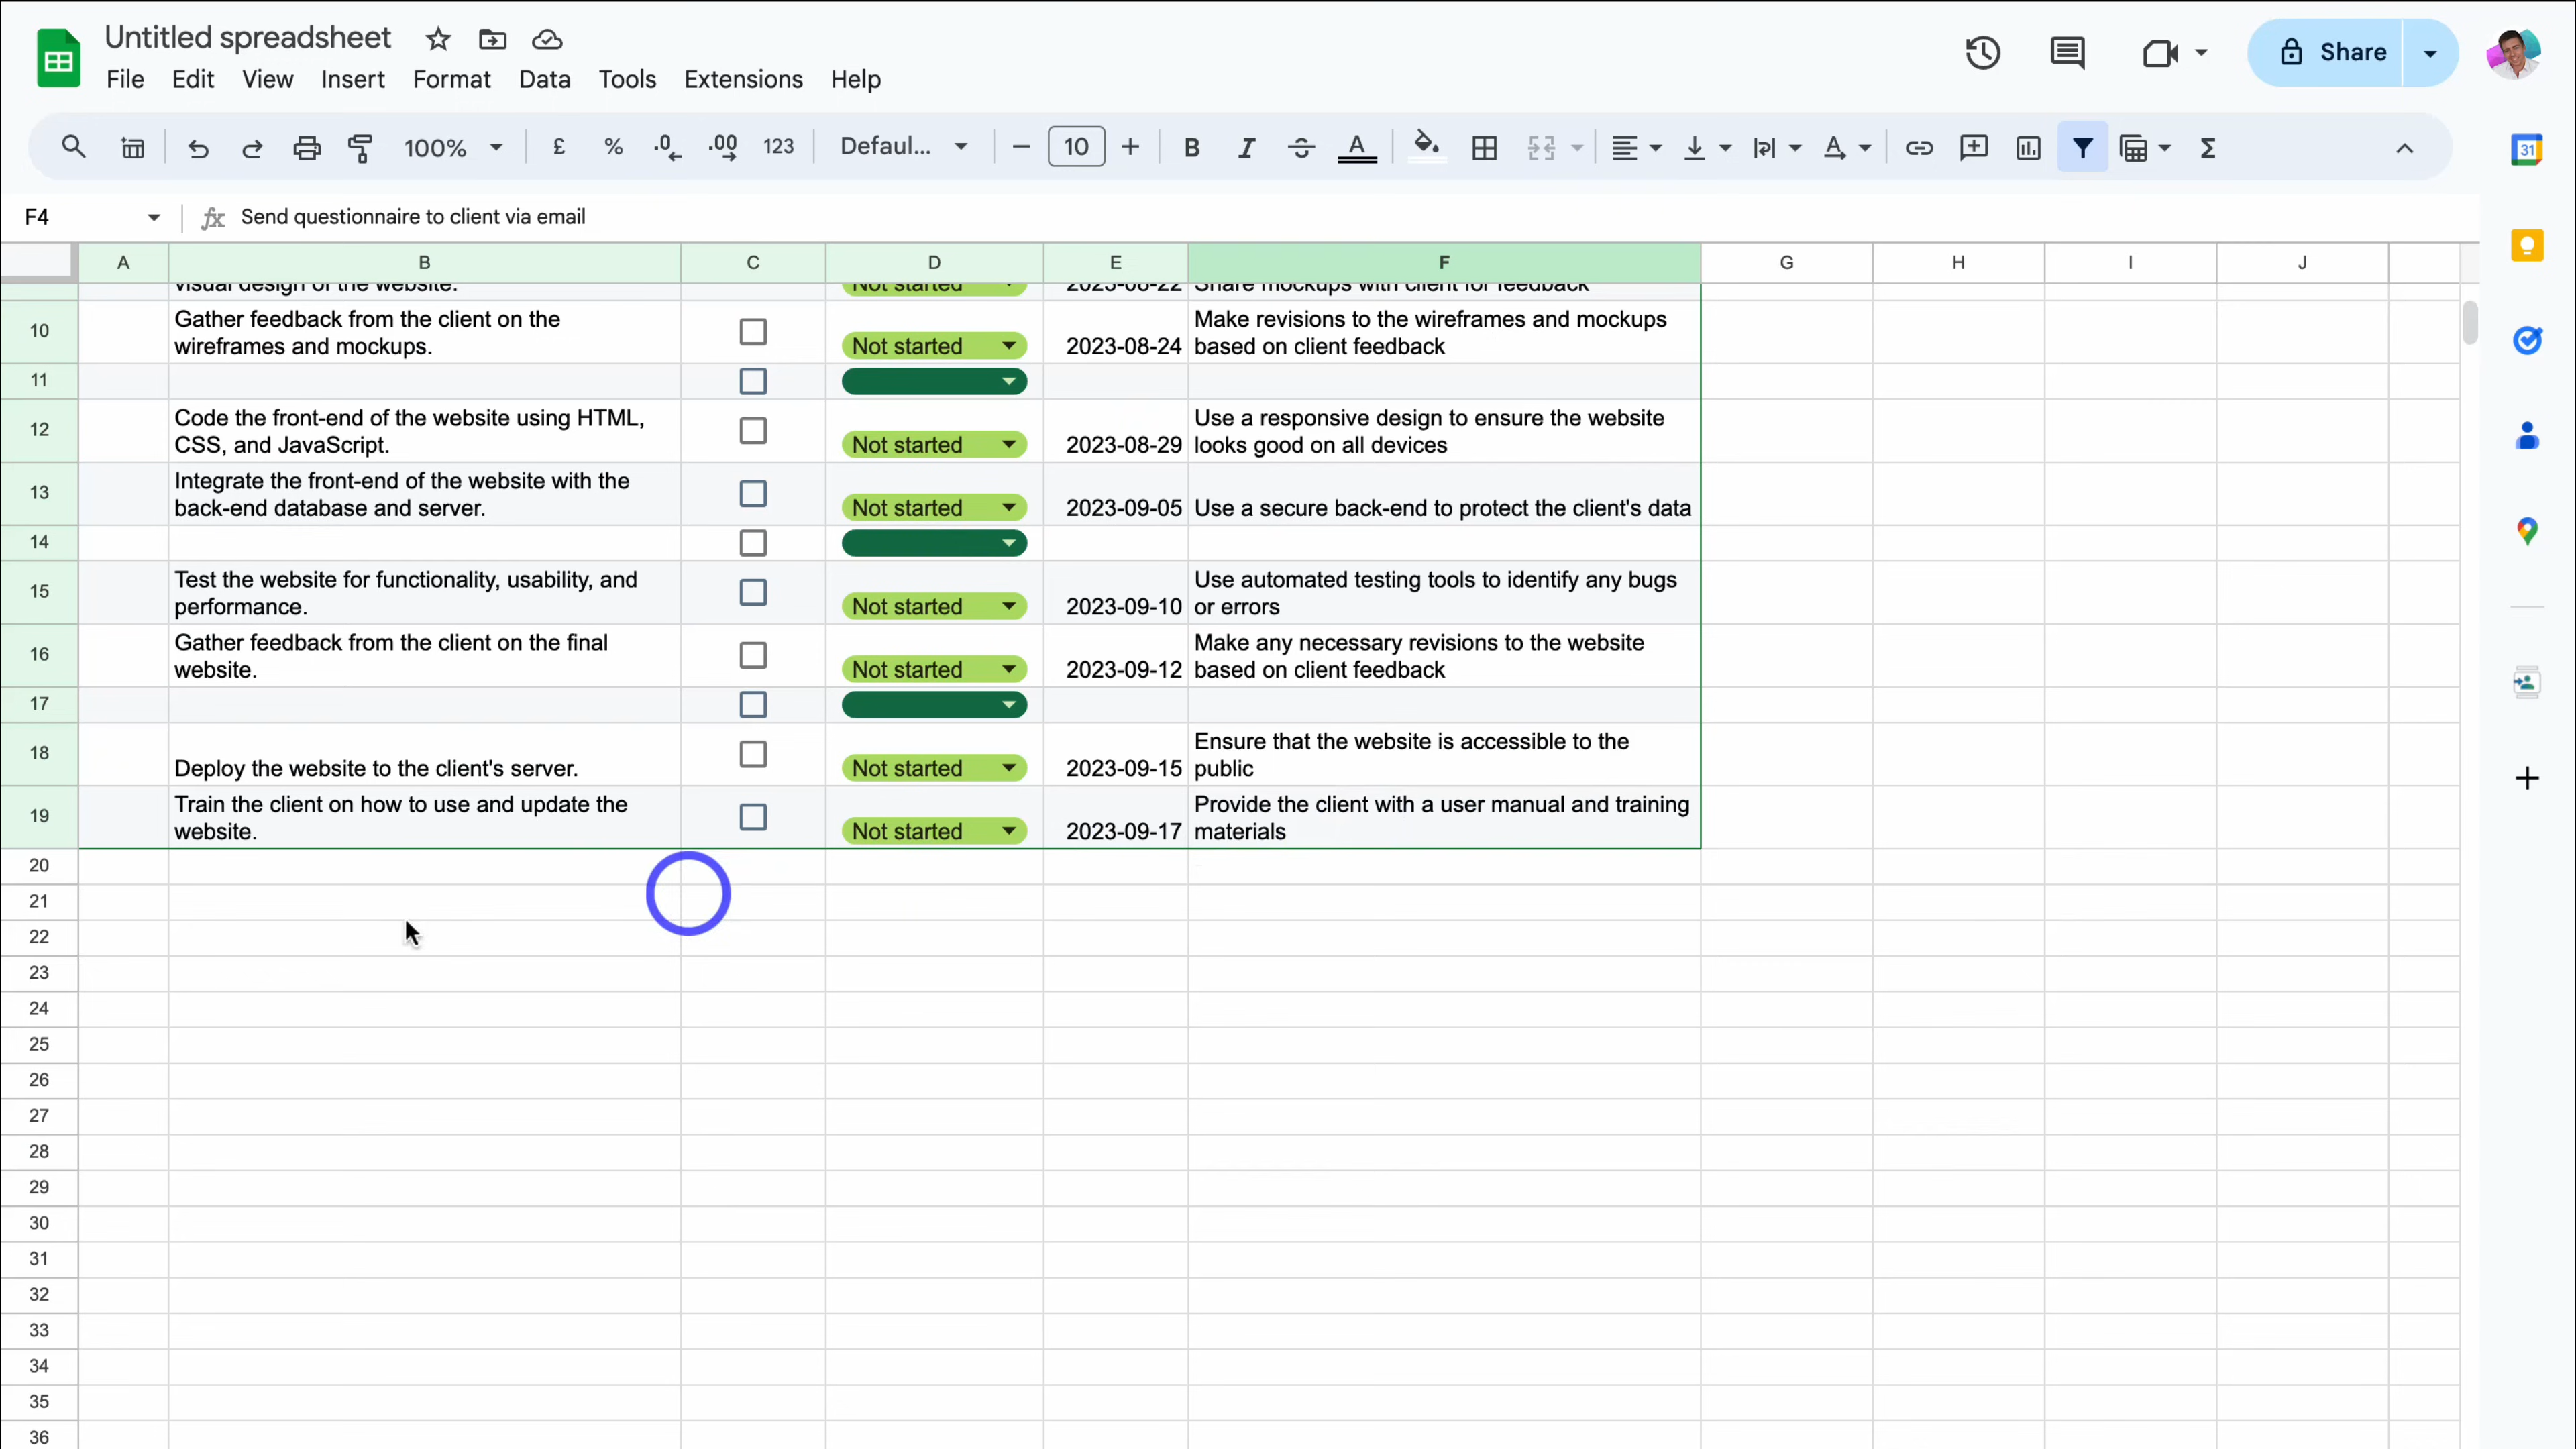 Untitled spreadsheet
File Edit View Insert Format Data Tools Extensions Help
Share
100% £ % .0 .00 123 Defaul... 10 B I S A A Σ
31
F4 fx Send questionnaire to client via email
A B C D E F G H I J
visual design of the website. Not started 2023-08-22 Share mockups with client for feedback
10 Gather feedback from the client on the Make revisions to the wireframes and mockups
wireframes and mockups. Not started 2023-08-24 based on client feedback
11
12 Code the front-end of the website using HTML, Use a responsive design to ensure the website
CSS, and JavaScript. Not started 2023-08-29 looks good on all devices
13 Integrate the front-end of the website with the
back-end database and server. Not started 2023-09-05 Use a secure back-end to protect the client's data
14
15 Test the website for functionality, usability, and Use automated testing tools to identify any bugs
performance. Not started 2023-09-10 or errors
16 Gather feedback from the client on the final Make any necessary revisions to the website
website. Not started 2023-09-12 based on client feedback
17
18 Ensure that the website is accessible to the
Deploy the website to the client's server. Not started 2023-09-15 public
19 Train the client on how to use and update the Provide the client with a user manual and training
website. Not started 2023-09-17 materials
20
21
22
23
24
25
26
27
28
29
30
31
32
33
34
35
36